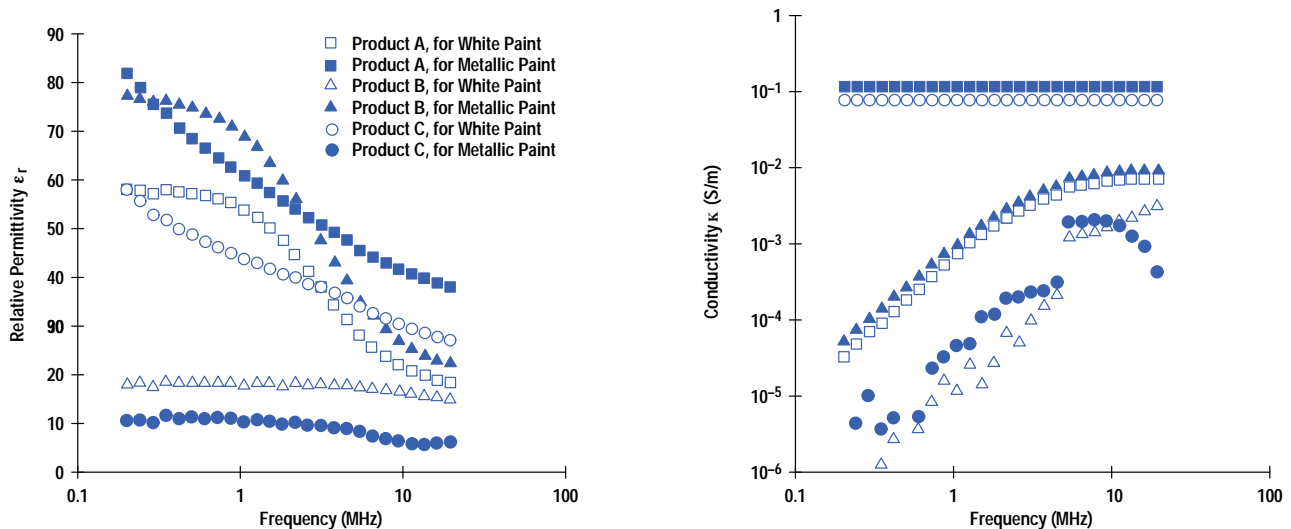 90
80
70
60
50
40
90
20
10
0
0.1
1
10
100
Relative Permittivity εr
Frequency (MHz)
Product A, for White Paint
Product A, for Metallic Paint
Product B, for White Paint
Product B, for Metallic Paint
Product C, for White Paint
Product C, for Metallic Paint
1
10–1
10–2
10–3
10–4
10–5
10–6
0.1
1
10
100
Conductivity κ (S/m)
Frequency (MHz)